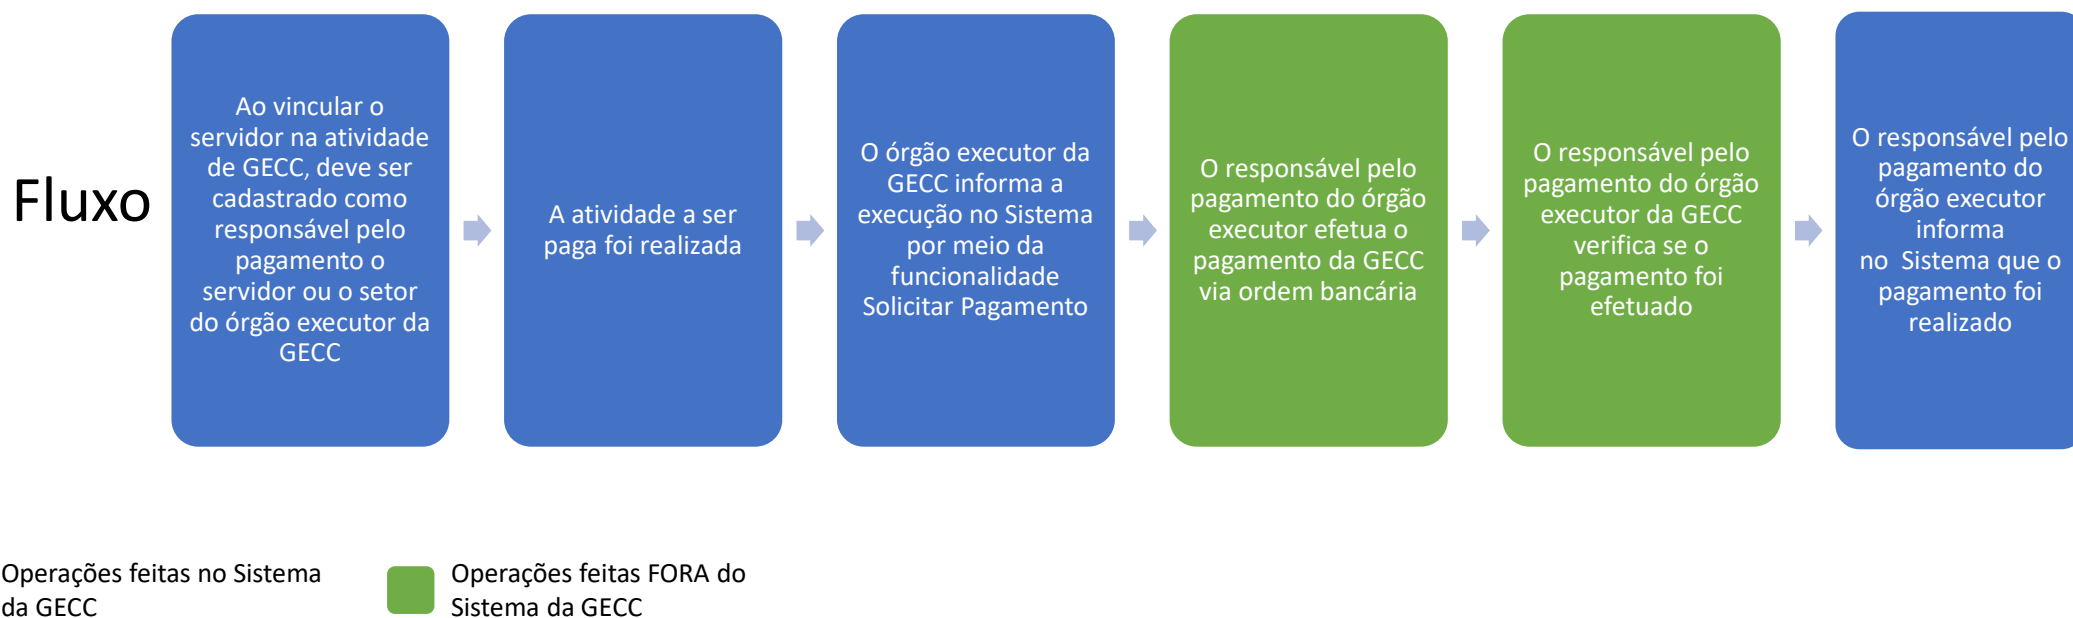 Fluxo
Ao vincular o
servidor na atividade
de GECC, deve ser
cadastrado como
responsável pelo
pagamento o
servidor ou o setor
do órgão executor da
GECC
A atividade a ser
paga foi realizada
O órgão executor da
GECC informa a
execução no Sistema
por meio da
funcionalidade
Solicitar Pagamento
O responsável pelo
pagamento do órgão
executor efetua o
pagamento da GECC
via ordem bancária
O responsável pelo
pagamento do órgão
executor da GECC
verifica se o
pagamento foi
efetuado
O responsável pelo
pagamento do
órgão executor
informa
no  Sistema que o
pagamento foi
realizado
Operações feitas no Sistema
da GECC
Operações feitas FORA do
Sistema da GECC